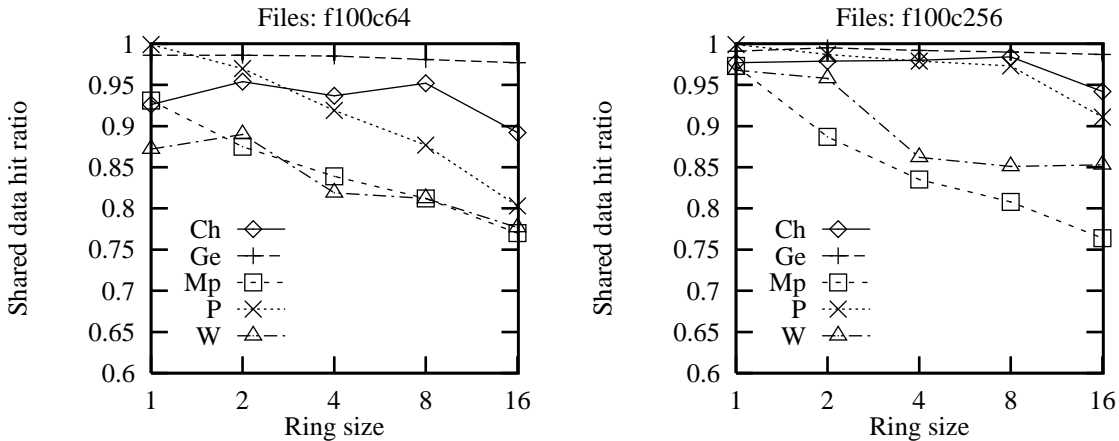 Files: f100c64
Shared data hit ratio
1
0.95
0.9
0.85
0.8
0.75
0.7
0.65
0.6
Ch
Ge
Mp
P
W
1 2 4 8 16
Ring size
Files: f100c256
Shared data hit ratio
1
0.95
0.9
0.85
0.8
0.75
0.7
0.65
0.6
Ch
Ge
Mp
P
W
1 2 4 8 16
Ring size